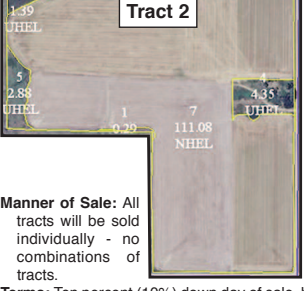 Tract 2
1.39
UHEL
5
2.88
UHEL
1
0.29
7
111.08
NHEL
4
4.35
UHEL
Manner of Sale: All
tracts will be sold
individually - no
combinations of
tracts.
Terms: Ten percent (10%) down day of sale.